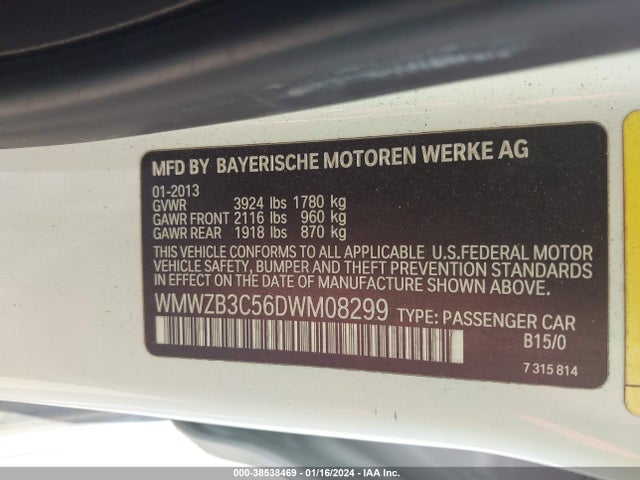 MFD BY BAYERISCHE MOTOREN WERKE AG
01-2013
GVWR 3924 lbs 1780 kg
GAWR FRONT 2116 lbs 960 kg
GAWR REAR 1918 lbs 870 kg
THIS VEHICLE CONFORMS TO ALL APPLICABLE U.S.FEDERAL MOTOR
VEHICLE SAFETY, BUMPER AND THEFT PREVENTION STANDARDS
IN EFFECT ON THE DATE OF MANUFACTURE SHOWN ABOVE.
WMWZB3C56DWM08299 TYPE: PASSENGER CAR
B15/0
7 315 814
000-38538469 - 01/16/2024 - IAAI.COM